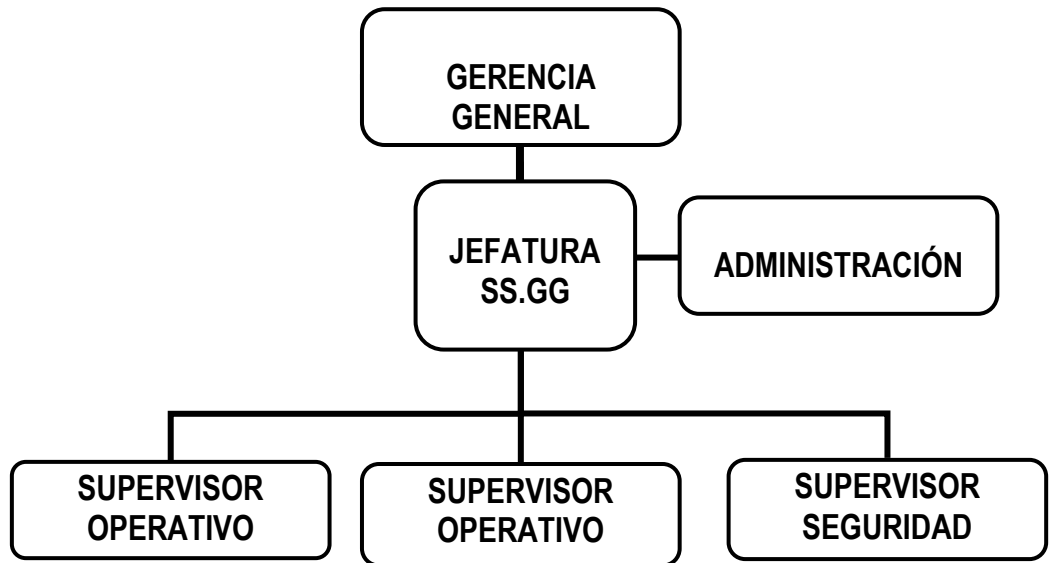 GERENCIA
GENERAL
JEFATURA
SS.GG
ADMINISTRACIÓN
SUPERVISOR
OPERATIVO
SUPERVISOR
OPERATIVO
SUPERVISOR
SEGURIDAD